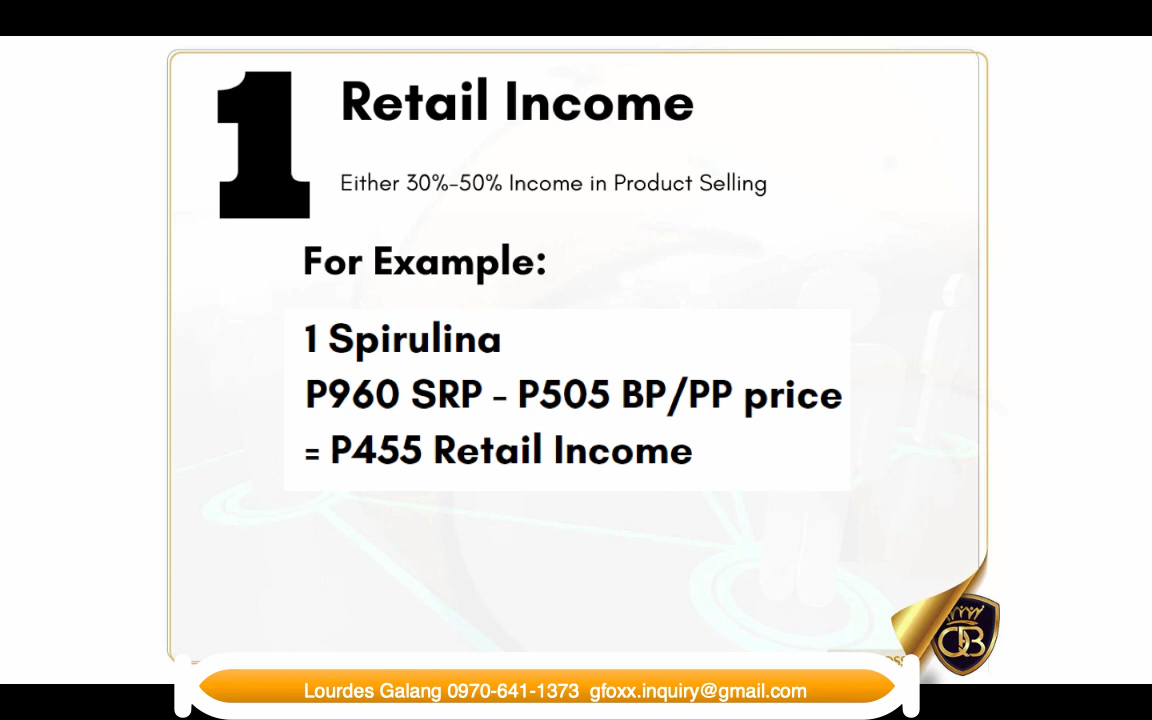 1
Retail Income
Either 30%-50% Income in Product Selling
For Example:
1 Spirulina
P960 SRP - P505 BP/PP price
= P455 Retail Income
Lourdes Galang 0970-641-1373 gfoxx.inquiry@gmail.com